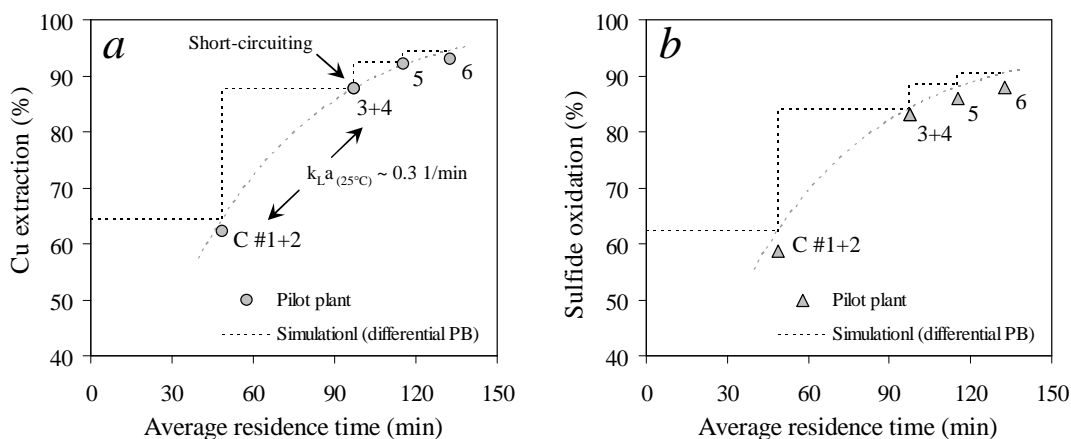 a
Cu extraction (%)
100
90
80
70
60
50
40
Short-circuiting
3+4
5
6
kLa (25°C) ~ 0.3 1/min
C #1+2
Pilot plant
Simulationl (differential PB)
0 30 60 90 120 150
Average residence time (min)
b
Sulfide oxidation (%)
100
90
80
70
60
50
40
3+4
5
6
C #1+2
Pilot plant
Simulationl (differential PB)
0 30 60 90 120 150
Average residence time (min)